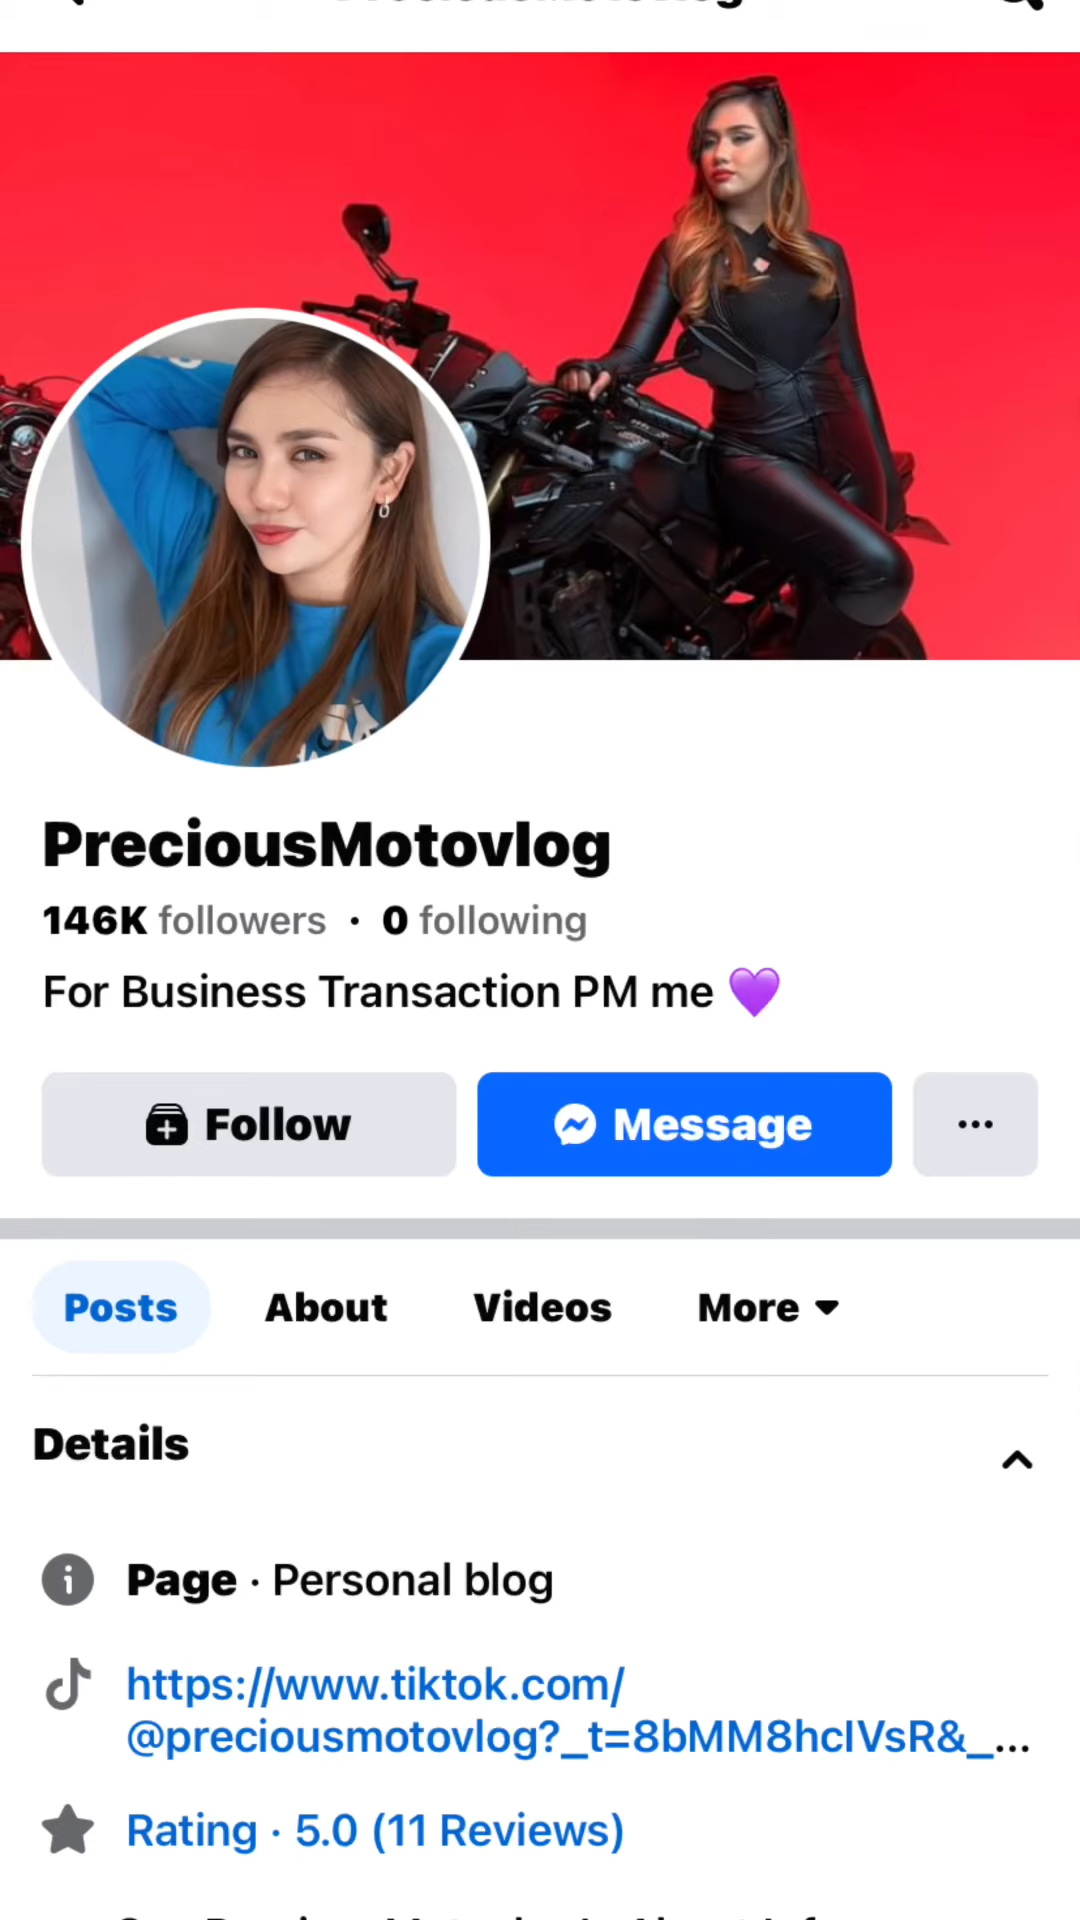 PreciousMotovlog
146K followers · 0 following
For Business Transaction PM me 💜
Follow
Message
Posts
About
Videos
More
Details
Page · Personal blog
https://www.tiktok.com/
@preciousmotovlog?_t=8bMM8hcIVsR&_...
Rating · 5.0 (11 Reviews)